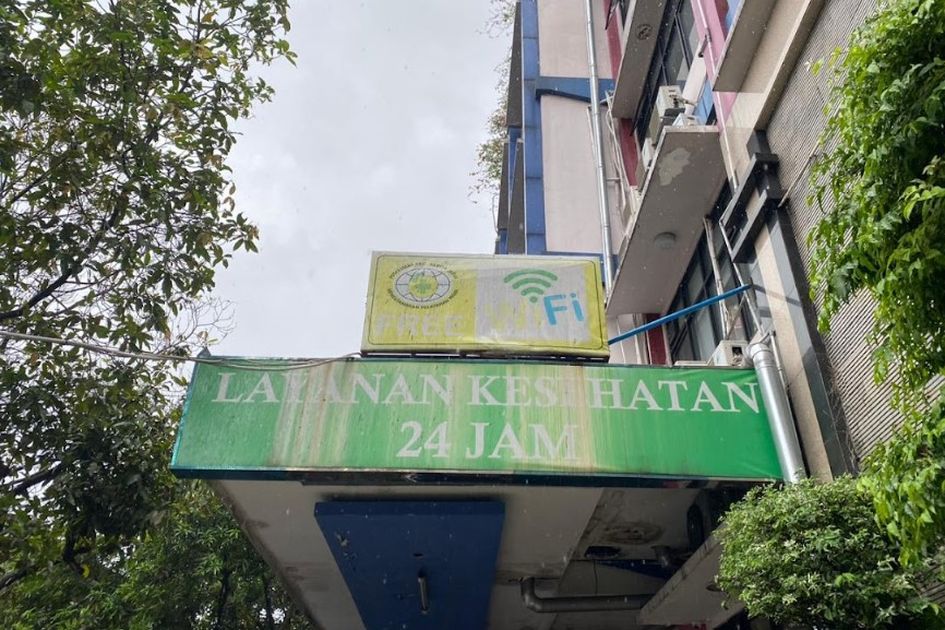 FREE
Fi
LAYANAN KESEHATAN
24 JAM